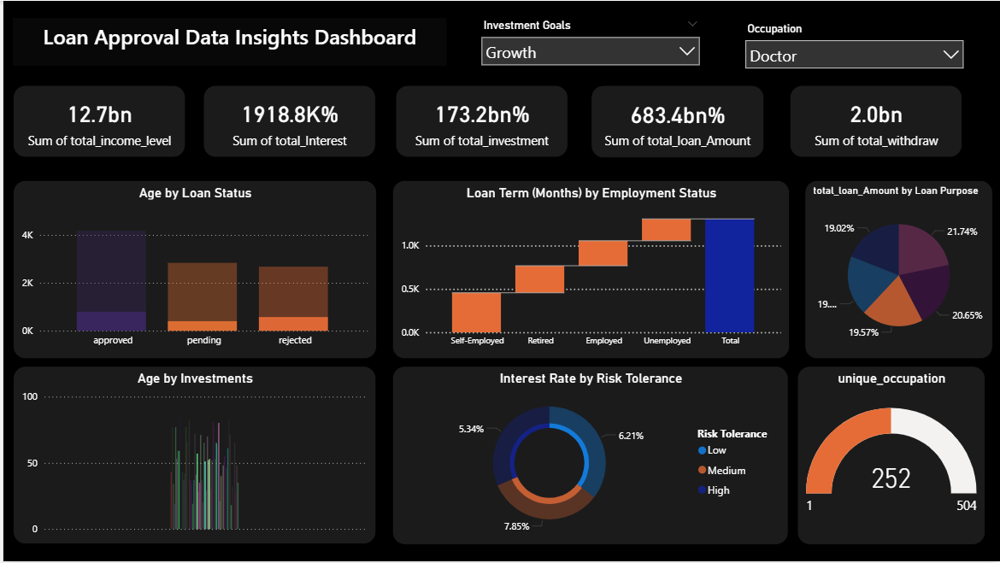 Loan Approval Data Insights Dashboard
Investment Goals
Growth
Occupation
Doctor
12.7bn
Sum of total_income_level
1918.8K%
Sum of total_Interest
173.2bn%
Sum of total_investment
683.4bn%
Sum of total_loan_Amount
2.0bn
Sum of total_withdraw
Age by Loan Status
4K
2K
0K
approved
pending
rejected
Loan Term (Months) by Employment Status
1.0K
0.5K
0.0K
Self-Employed
Retired
Employed
Unemployed
Total
total_loan_Amount by Loan Purpose
19.02%
21.74%
19....
20.65%
19.57%
Age by Investments
100
50
0
Interest Rate by Risk Tolerance
5.34%
6.21%
7.85%
Risk Tolerance
Low
Medium
High
unique_occupation
252
1
504